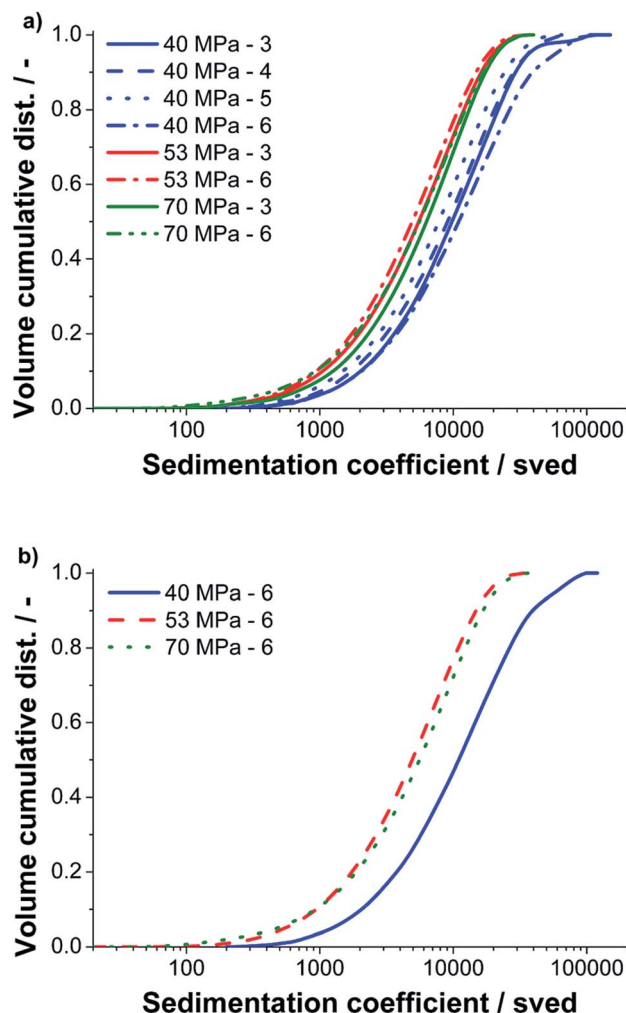 a)
1.0
0.8
0.6
0.4
0.2
0.0
Volume cumulative dist. / -
40 MPa - 3
40 MPa - 4
40 MPa - 5
40 MPa - 6
53 MPa - 3
53 MPa - 6
70 MPa - 3
70 MPa - 6
100 1000 10000 100000
Sedimentation coefficient / sved
b)
1.0
0.8
0.6
0.4
0.2
0.0
Volume cumulative dist. / -
40 MPa - 6
53 MPa - 6
70 MPa - 6
100 1000 10000 100000
Sedimentation coefficient / sved